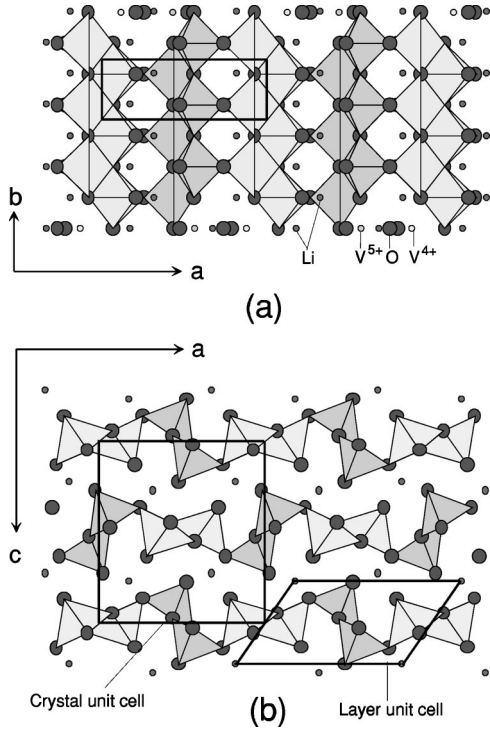 b
Li V⁵⁺ O V⁴⁺
a
(a)
a
c
Crystal unit cell
(b)
Layer unit cell